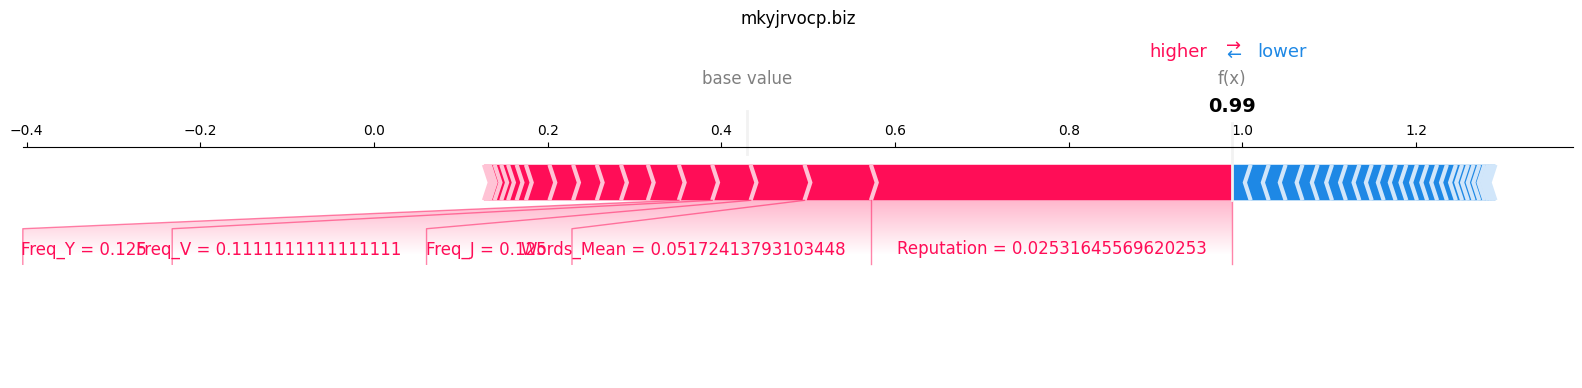 mkyjrvocp.biz
higher ⇄ lower
base value f(x)
0.99
−0.4 −0.2 0.0 0.2 0.4 0.6 0.8 1.0 1.2
Freq_Y = 0.125 Freq_V = 0.1111111111111111 Freq_J = 0.125 Words_Mean = 0.05172413793103448 Reputation = 0.02531645569620253